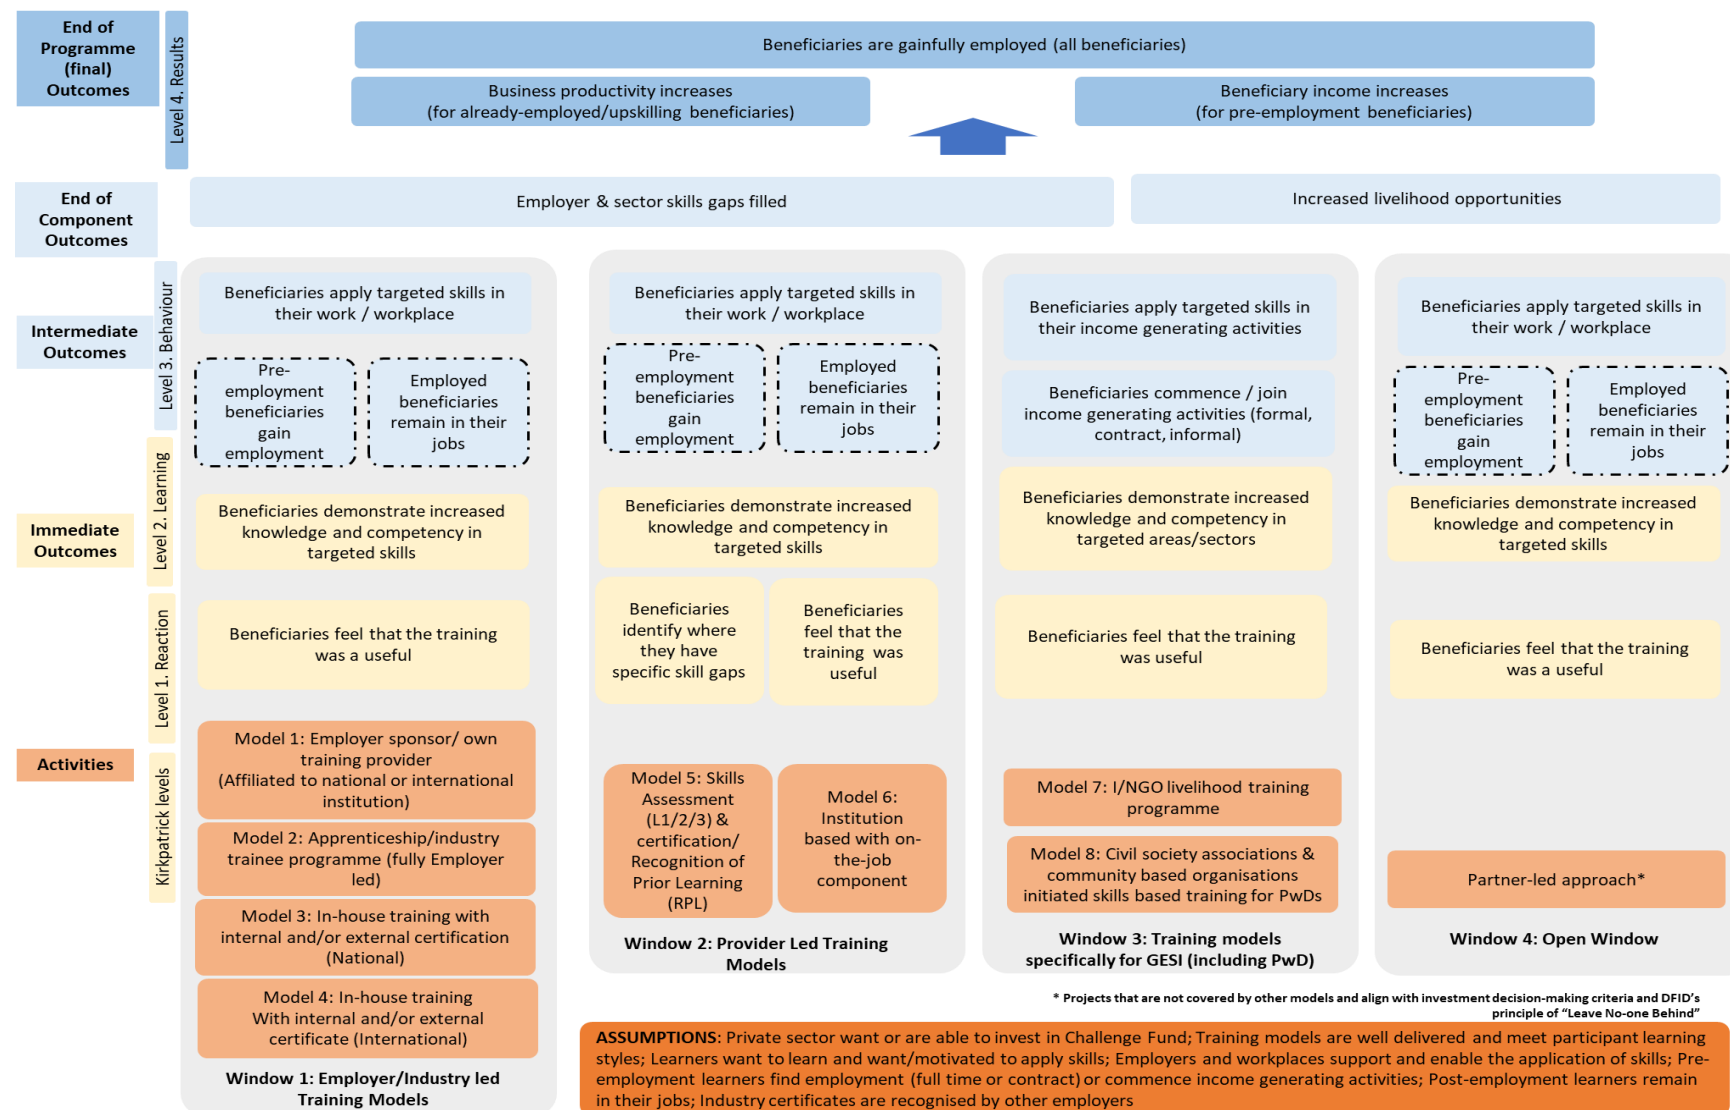 End of
Programme
(final)
Outcomes
Level 4. Results
Beneficiaries are gainfully employed (all beneficiaries)
Business productivity increases
(for already-employed/upskilling beneficiaries)
Beneficiary income increases
(for pre-employment beneficiaries)
End of
Component
Outcomes
Employer & sector skills gaps filled
Increased livelihood opportunities
Intermediate
Outcomes
Level 3. Behaviour
Beneficiaries apply targeted skills in
their work / workplace
Pre-
employment
beneficiaries
gain
employment
Employed
beneficiaries
remain in their
jobs
Beneficiaries apply targeted skills in
their work / workplace
Pre-
employment
beneficiaries
gain
employment
Employed
beneficiaries
remain in their
jobs
Beneficiaries apply targeted skills in
their income generating activities
Beneficiaries commence / join
income generating activities (formal,
contract, informal)
Beneficiaries apply targeted skills in
their work / workplace
Pre-
employment
beneficiaries
gain
employment
Employed
beneficiaries
remain in their
jobs
Immediate
Outcomes
Level 2. Learning
Beneficiaries demonstrate increased
knowledge and competency in
targeted skills
Beneficiaries demonstrate increased
knowledge and competency in
targeted skills
Beneficiaries demonstrate increased
knowledge and competency in
targeted areas/sectors
Beneficiaries demonstrate increased
knowledge and competency in
targeted skills
Level 1. Reaction
Beneficiaries feel that the training
was a useful
Beneficiaries
identify where
they have
specific skill gaps
Beneficiaries
feel that the
training was
useful
Beneficiaries feel that the training
was useful
Beneficiaries feel that the training
was a useful
Activities
Kirkpatrick levels
Model 1: Employer sponsor/ own
training provider
(Affiliated to national or international
institution)
Model 2: Apprenticeship/industry
trainee programme (fully Employer
led)
Model 3: In-house training with
internal and/or external certification
(National)
Model 4: In-house training
With internal and/or external
certificate (International)
Window 1: Employer/Industry led
Training Models
Model 5: Skills
Assessment
(L1/2/3) &
certification/
Recognition of
Prior Learning
(RPL)
Model 6:
Institution
based with on-
the-job
component
Window 2: Provider Led Training
Models
Model 7: I/NGO livelihood training
programme
Model 8: Civil society associations &
community based organisations
initiated skills based training for PwDs
Window 3: Training models
specifically for GESI (including PwD)
Partner-led approach*
Window 4: Open Window
* Projects that are not covered by other models and align with investment decision-making criteria and DFID's
principle of "Leave No-one Behind"
ASSUMPTIONS: Private sector want or are able to invest in Challenge Fund; Training models are well delivered and meet participant learning
styles; Learners want to learn and want/motivated to apply skills; Employers and workplaces support and enable the application of skills; Pre-
employment learners find employment (full time or contract) or commence income generating activities; Post-employment learners remain
in their jobs; Industry certificates are recognised by other employers